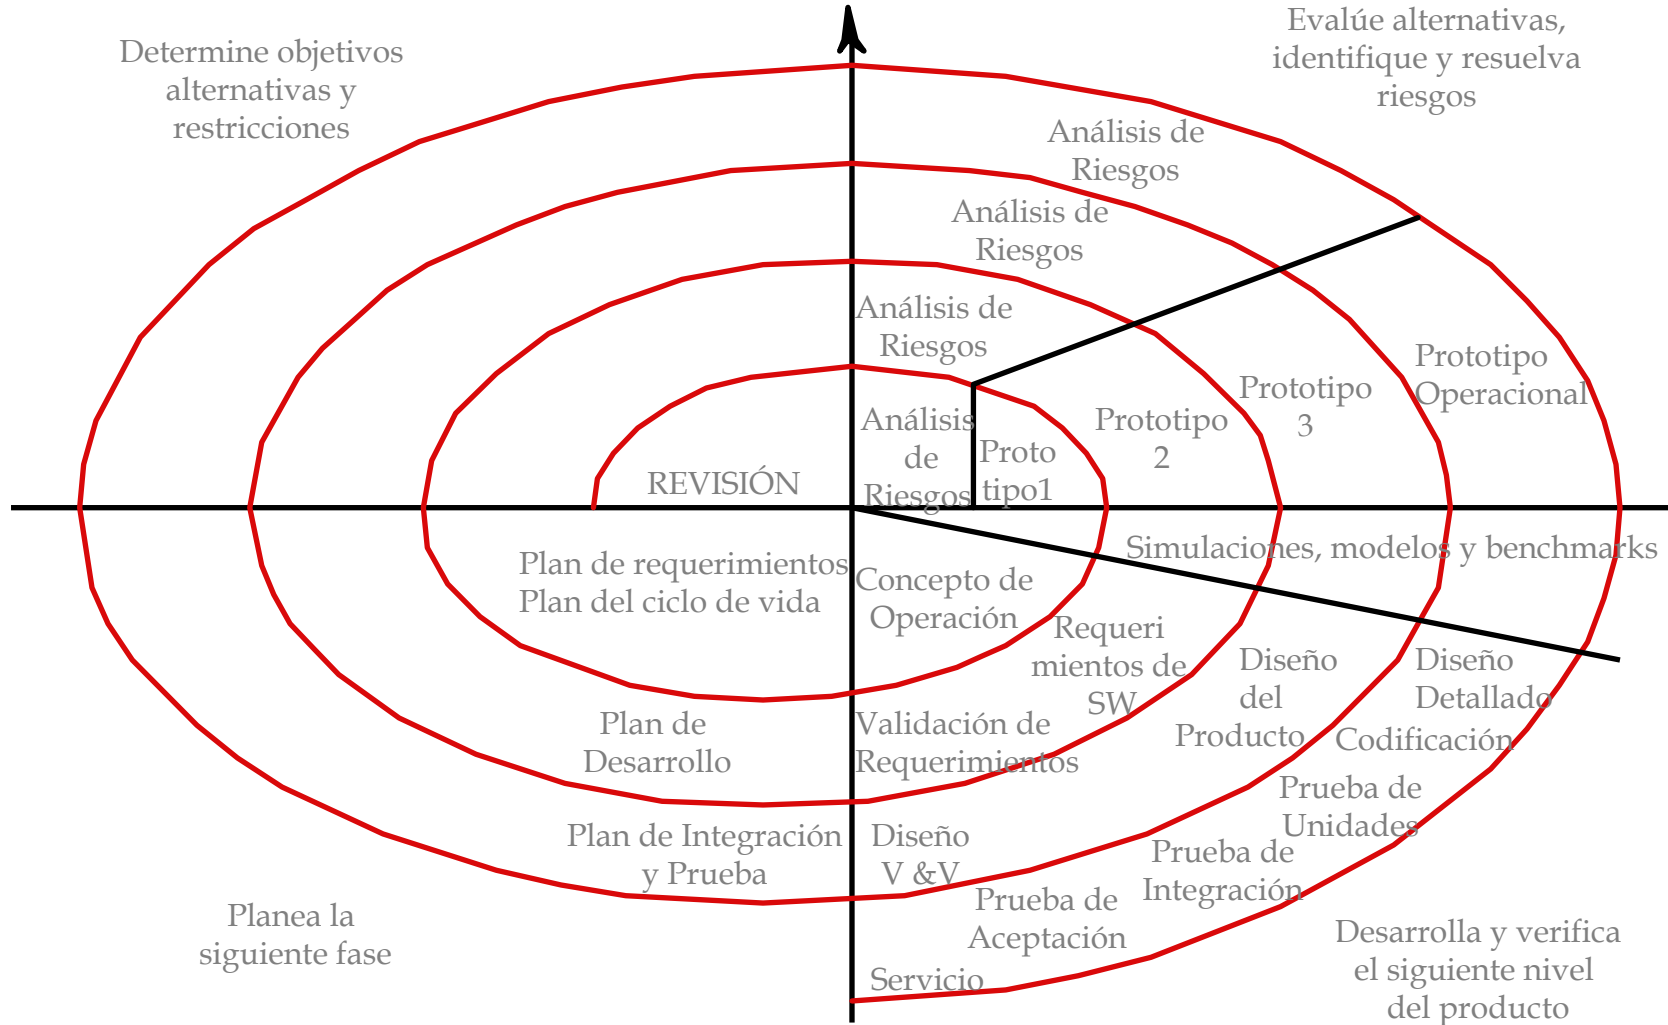 Determine objetivos
alternativas y
restricciones
Evalúe alternativas,
identifique y resuelva
riesgos
Análisis de
Riesgos
Análisis de
Riesgos
Análisis de
Riesgos
Análisis
de
Riesgos
Proto
tipo1
Prototipo
2
Prototipo
3
Prototipo
Operacional
REVISIÓN
Simulaciones, modelos y benchmarks
Plan de requerimientos
Plan del ciclo de vida
Concepto de
Operación
Requeri
mientos de
SW
Diseño
del
Producto
Diseño
Detallado
Codificación
Plan de
Desarrollo
Validación de
Requerimientos
Prueba de
Unidades
Plan de Integración
y Prueba
Diseño
V &V
Prueba de
Integración
Prueba de
Aceptación
Servicio
Planea la
siguiente fase
Desarrolla y verifica
el siguiente nivel
del producto